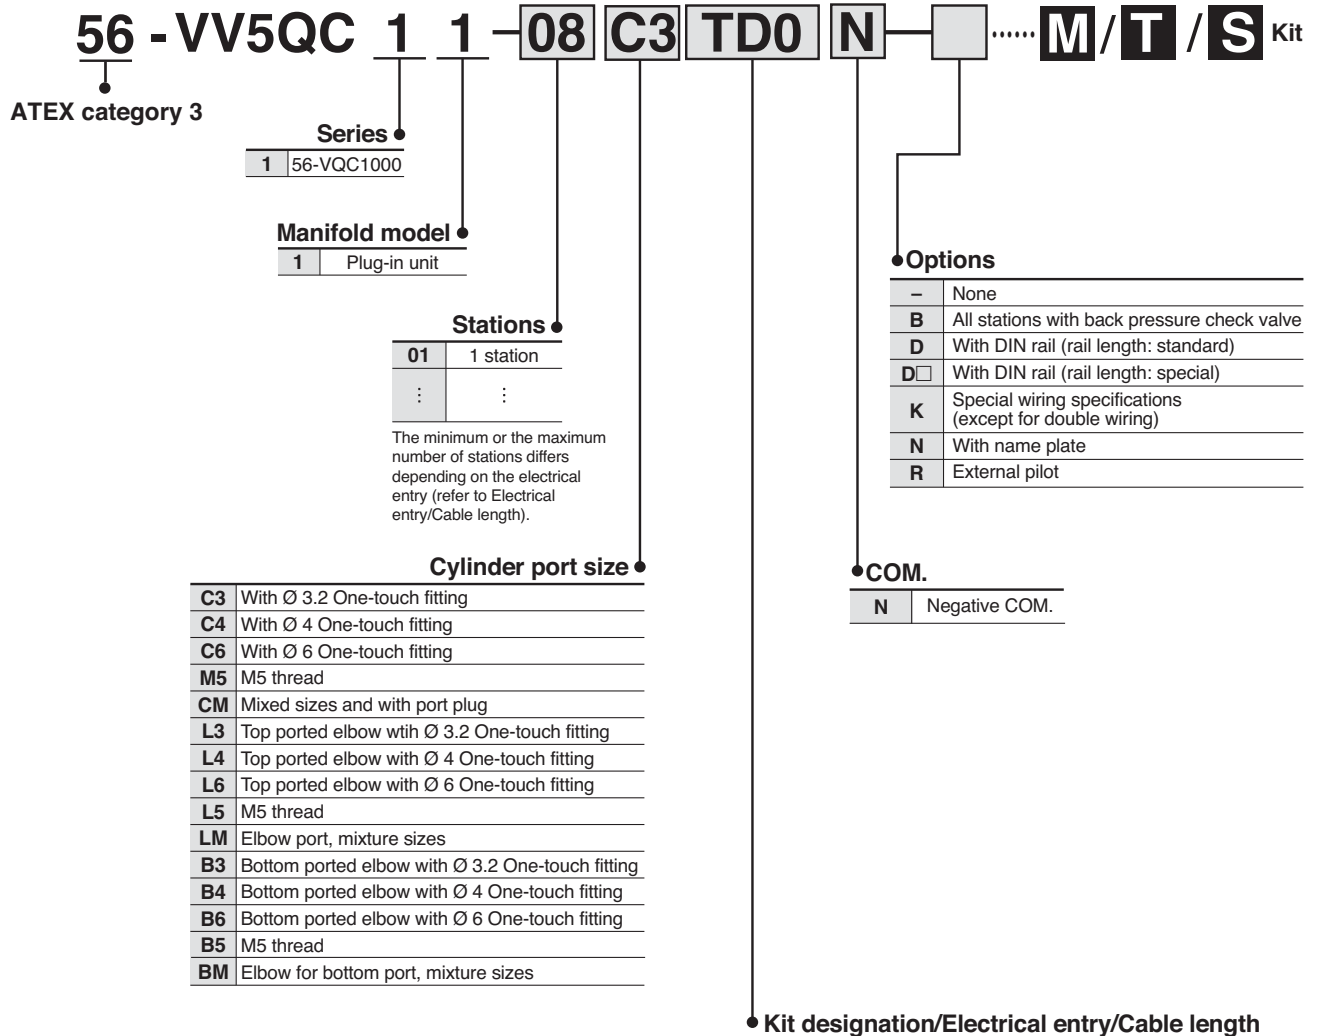 56 - VV5QC 1 1 – 08 C3 TD0 N – □ ...... M / T / S Kit
ATEX category 3
Series
1 56-VQC1000
Manifold model
1 Plug-in unit
Stations
01 1 station
⋮ ⋮
The minimum or the maximum
number of stations differs
depending on the electrical
entry (refer to Electrical
entry/Cable length).
Options
– None
B All stations with back pressure check valve
D With DIN rail (rail length: standard)
D□ With DIN rail (rail length: special)
K Special wiring specifications
(except for double wiring)
N With name plate
R External pilot
Cylinder port size
C3 With Ø 3.2 One-touch fitting
C4 With Ø 4 One-touch fitting
C6 With Ø 6 One-touch fitting
M5 M5 thread
CM Mixed sizes and with port plug
L3 Top ported elbow wtih Ø 3.2 One-touch fitting
L4 Top ported elbow with Ø 4 One-touch fitting
L6 Top ported elbow with Ø 6 One-touch fitting
L5 M5 thread
LM Elbow port, mixture sizes
B3 Bottom ported elbow with Ø 3.2 One-touch fitting
B4 Bottom ported elbow with Ø 4 One-touch fitting
B6 Bottom ported elbow with Ø 6 One-touch fitting
B5 M5 thread
BM Elbow for bottom port, mixture sizes
COM.
N Negative COM.
Kit designation/Electrical entry/Cable length